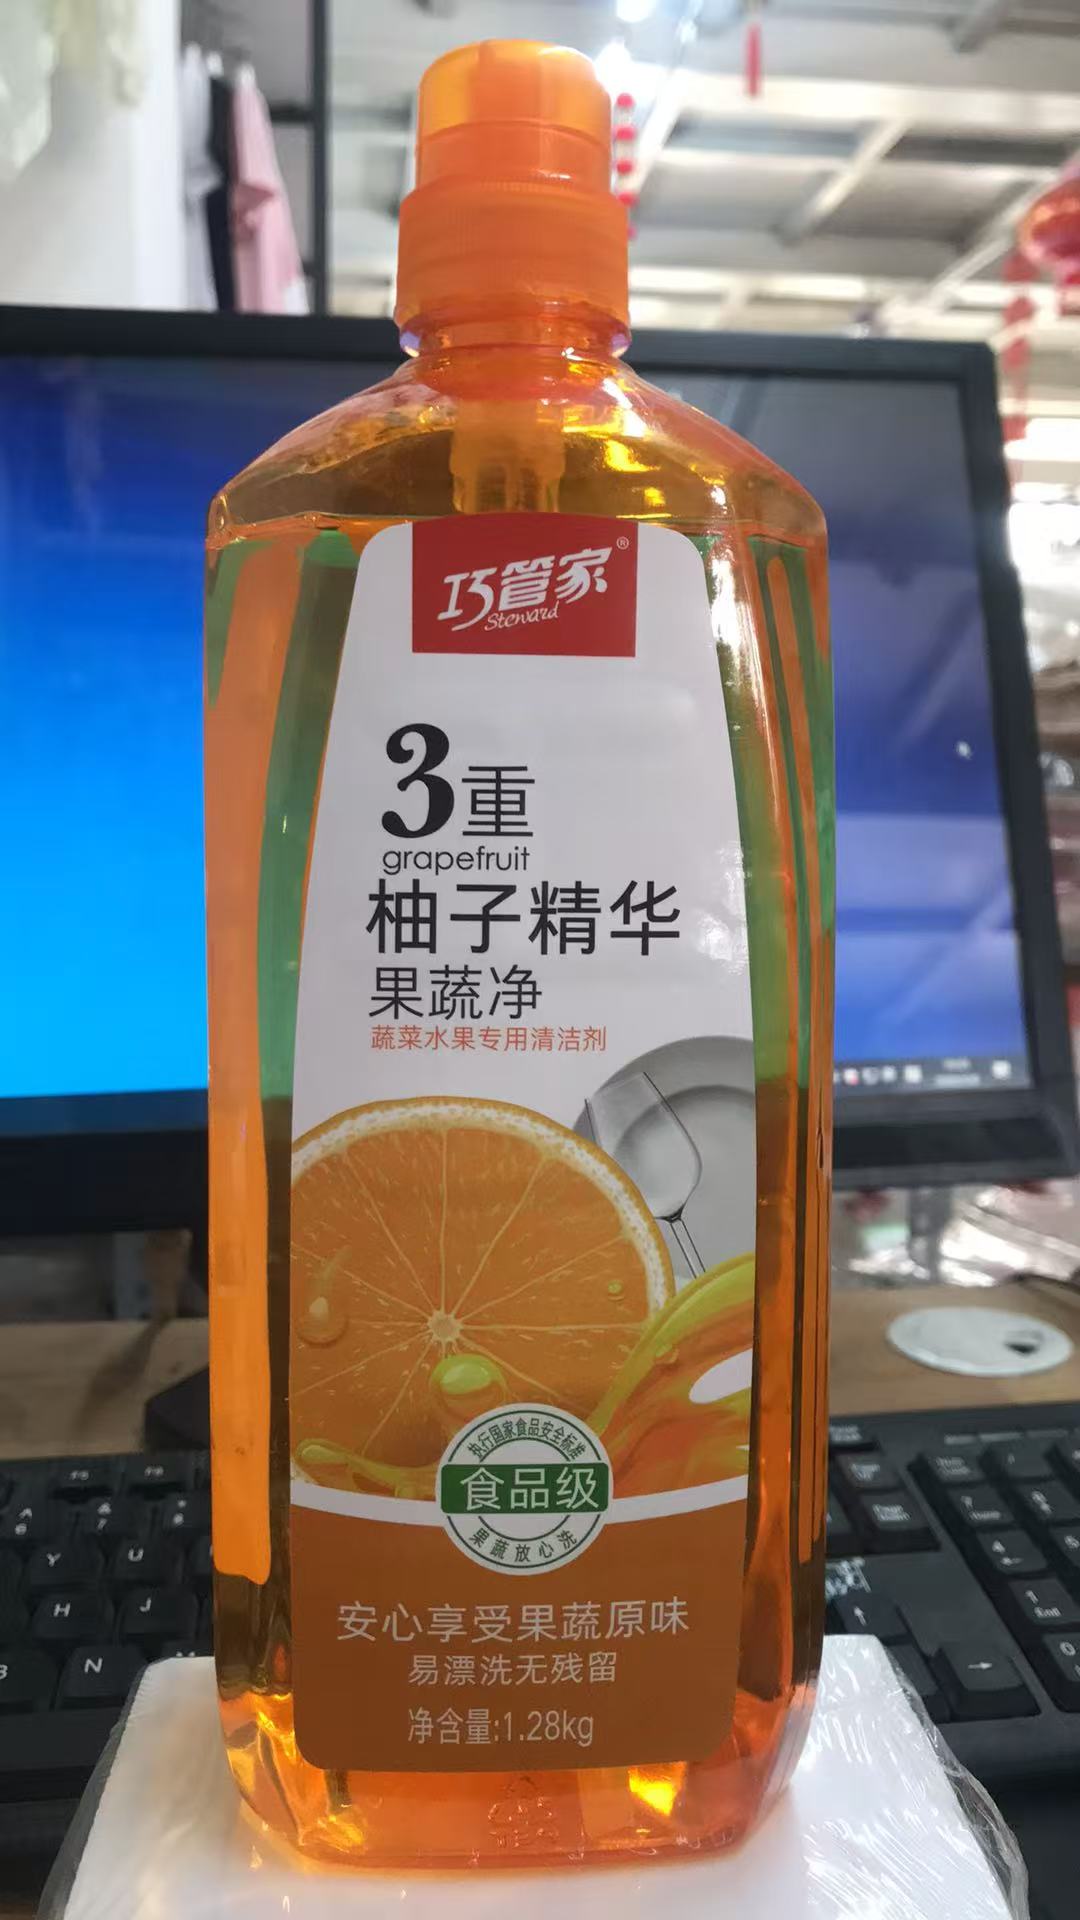 巧管家®
Steward
3重
grapefruit
柚子精华
果蔬净
蔬菜水果专用清洁剂
执行国家食品安全标准
食品级
果蔬放心洗
安心享受果蔬原味
易漂洗无残留
净含量:1.28kg
Y
U
H
J
N